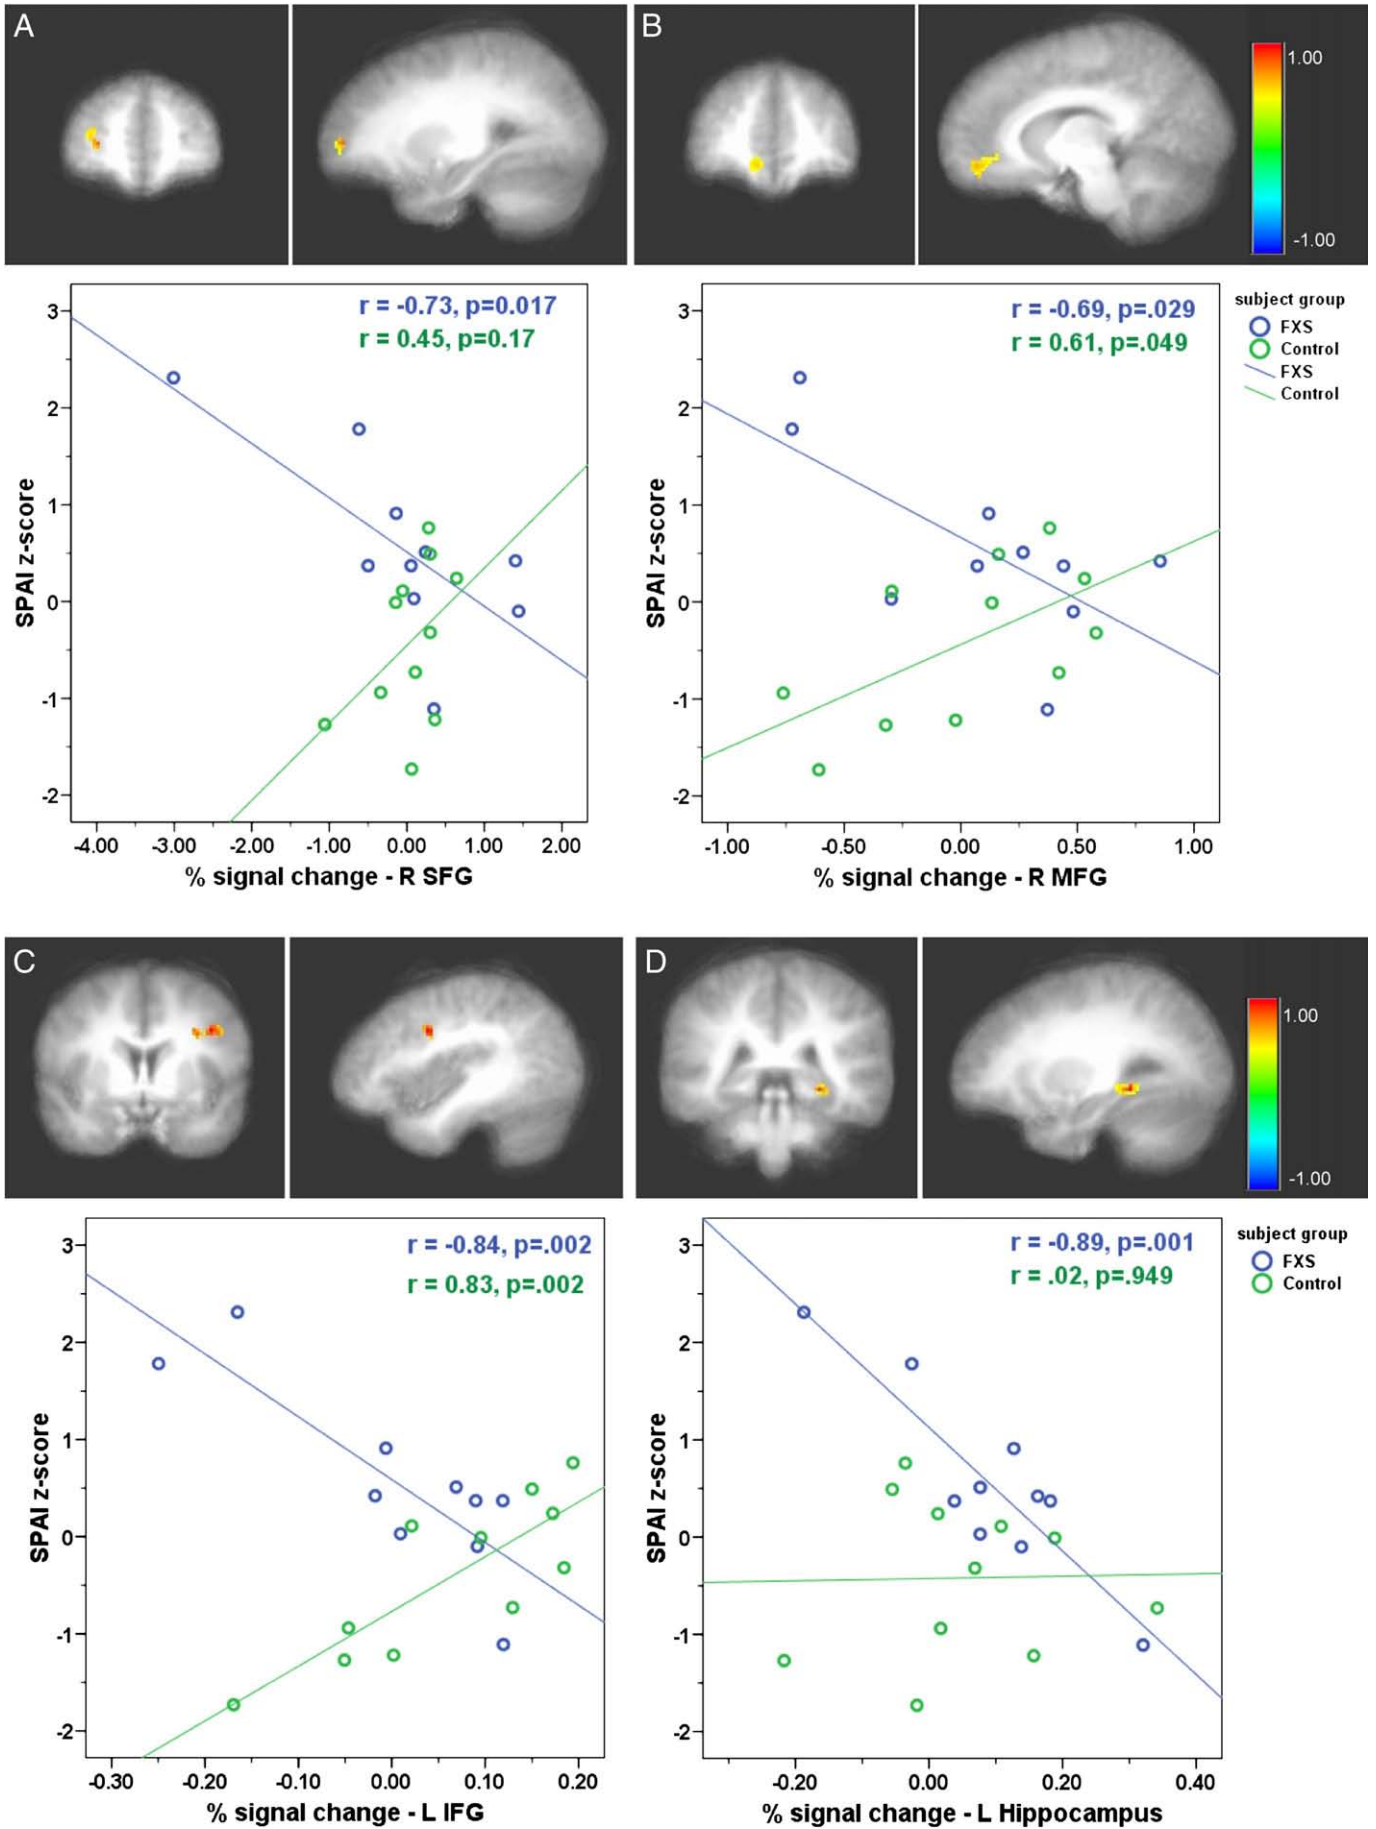 A
B
1.00
-1.00
r = -0.73, p=0.017
r = 0.45, p=0.17
3
2
1
0
-1
-2
SPAI z-score
-4.00 -3.00 -2.00 -1.00 0.00 1.00 2.00
% signal change - R SFG
r = -0.69, p=.029
r = 0.61, p=.049
3
2
1
0
-1
-2
SPAI z-score
-1.00 -0.50 0.00 0.50 1.00
% signal change - R MFG
subject group
FXS
Control
FXS
Control
C
D
1.00
-1.00
r = -0.84, p=.002
r = 0.83, p=.002
3
2
1
0
-1
-2
SPAI z-score
-0.30 -0.20 -0.10 0.00 0.10 0.20
% signal change - L IFG
r = -0.89, p=.001
r = .02, p=.949
3
2
1
0
-1
-2
SPAI z-score
-0.20 0.00 0.20 0.40
% signal change - L Hippocampus
subject group
FXS
Control